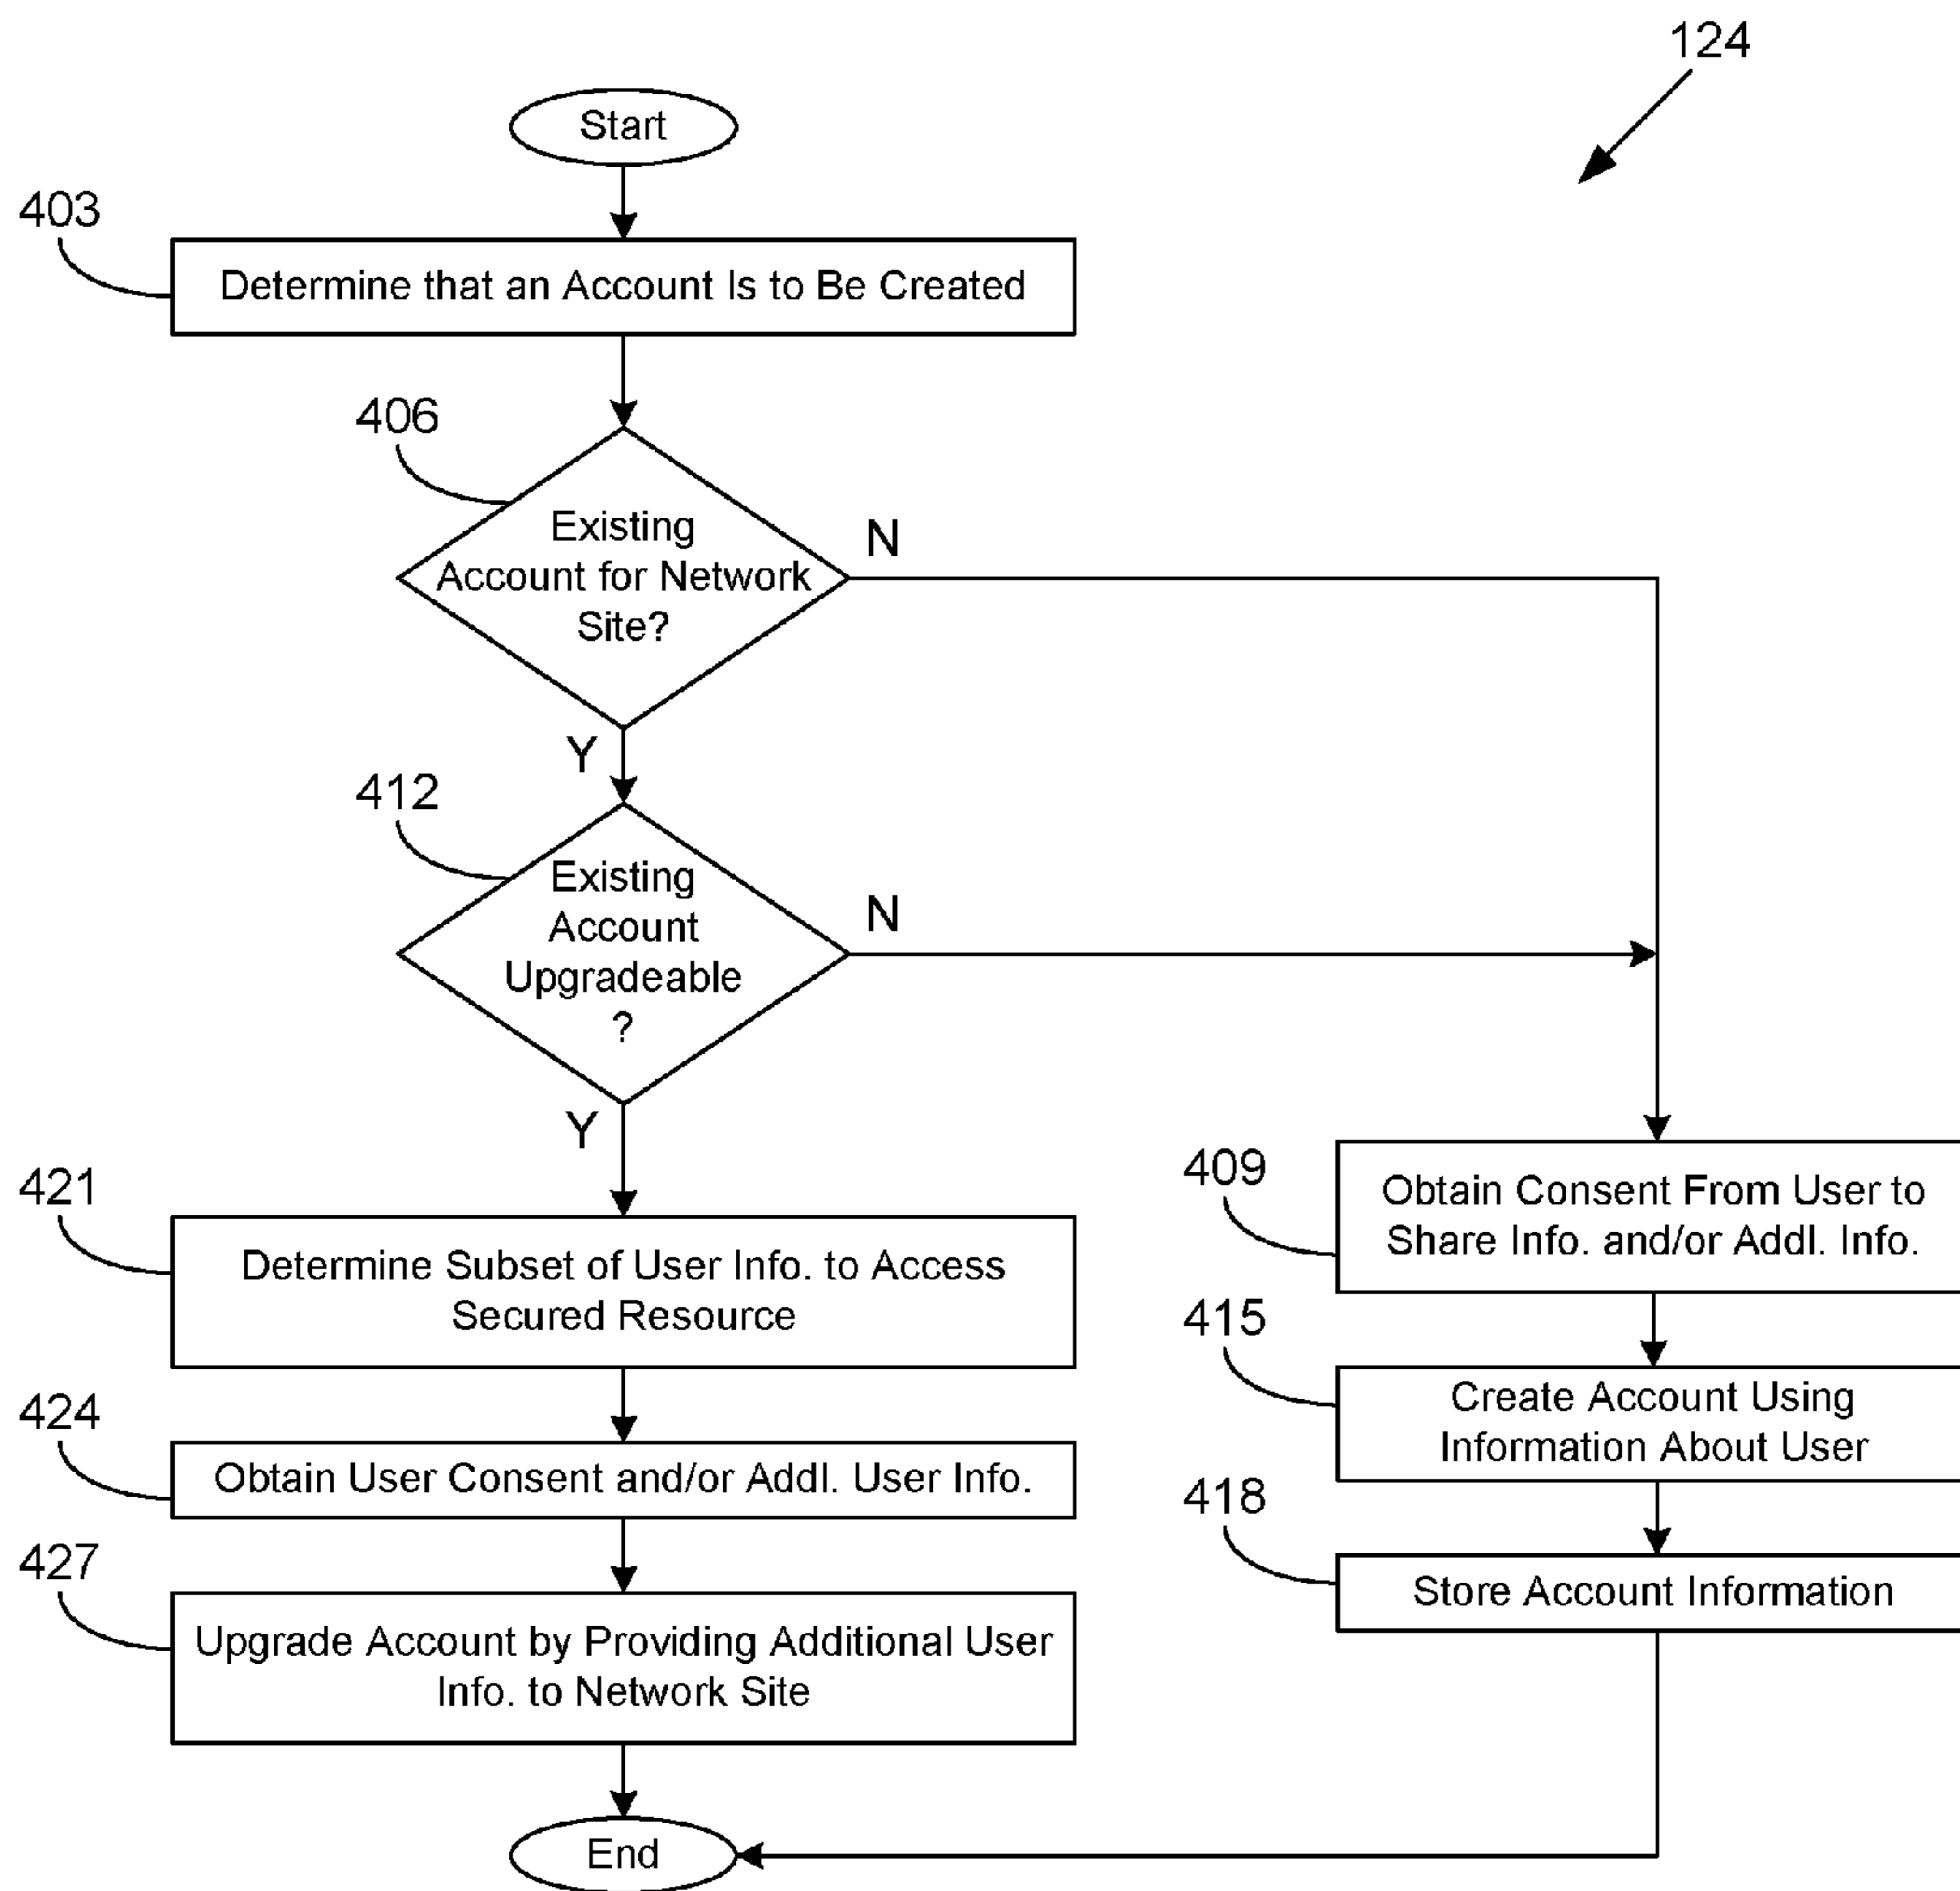 124
Start
403
Determine that an Account Is to Be Created
406
Existing
Account for Network
Site?
N
Y
412
Existing
Account
Upgradeable
?
N
Y
421
Determine Subset of User Info. to Access
Secured Resource
424
Obtain User Consent and/or Addl. User Info.
427
Upgrade Account by Providing Additional User
Info. to Network Site
409
Obtain Consent From User to
Share Info. and/or Addl. Info.
415
Create Account Using
Information About User
418
Store Account Information
End